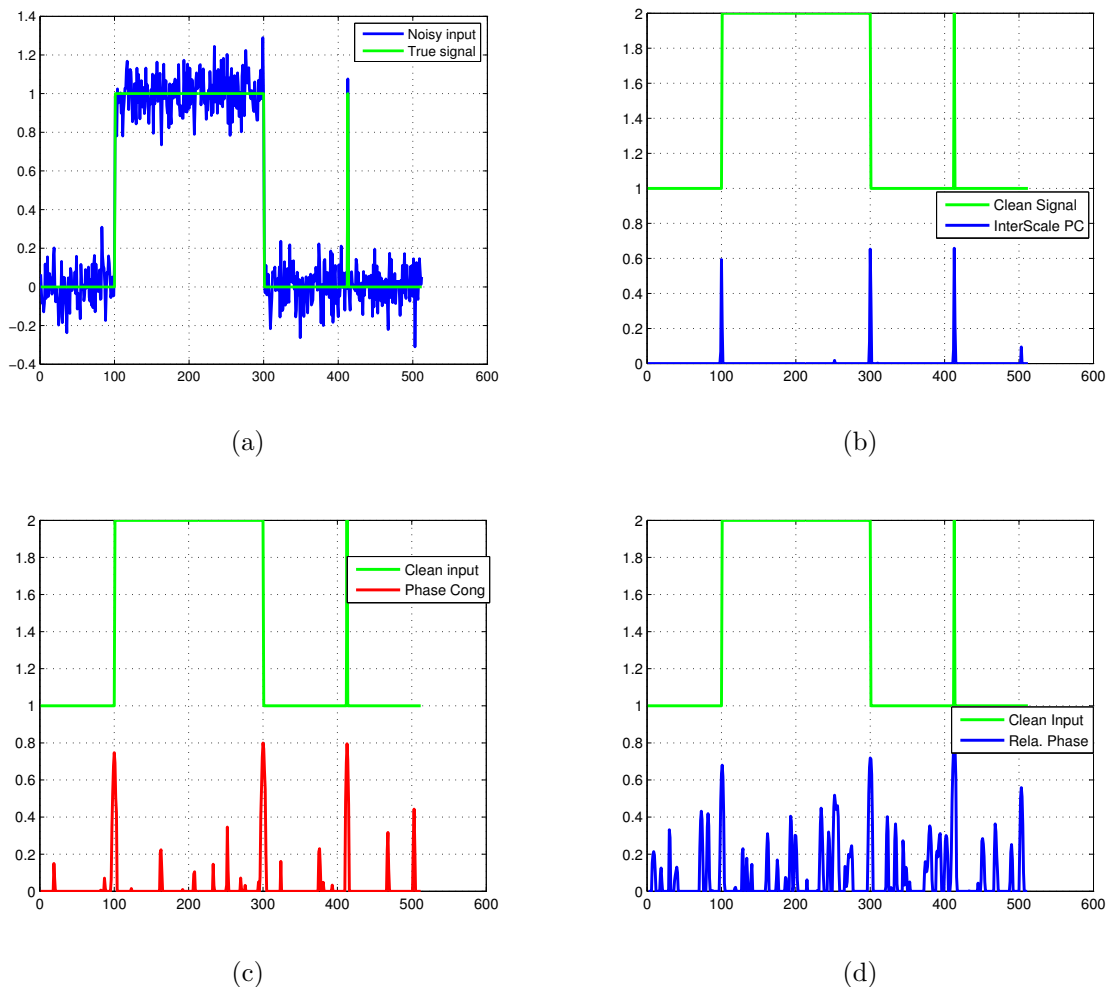 1.4
1.2
1
0.8
0.6
0.4
0.2
0
−0.2
−0.4
0 100 200 300 400 500 600
Noisy input
True signal
(a)
2
1.8
1.6
1.4
1.2
1
0.8
0.6
0.4
0.2
0
0 100 200 300 400 500 600
Clean Signal
InterScale PC
(b)
2
1.8
1.6
1.4
1.2
1
0.8
0.6
0.4
0.2
0
0 100 200 300 400 500 600
Clean input
Phase Cong
(c)
2
1.8
1.6
1.4
1.2
1
0.8
0.6
0.4
0.2
0
0 100 200 300 400 500 600
Clean Input
Rela. Phase
(d)